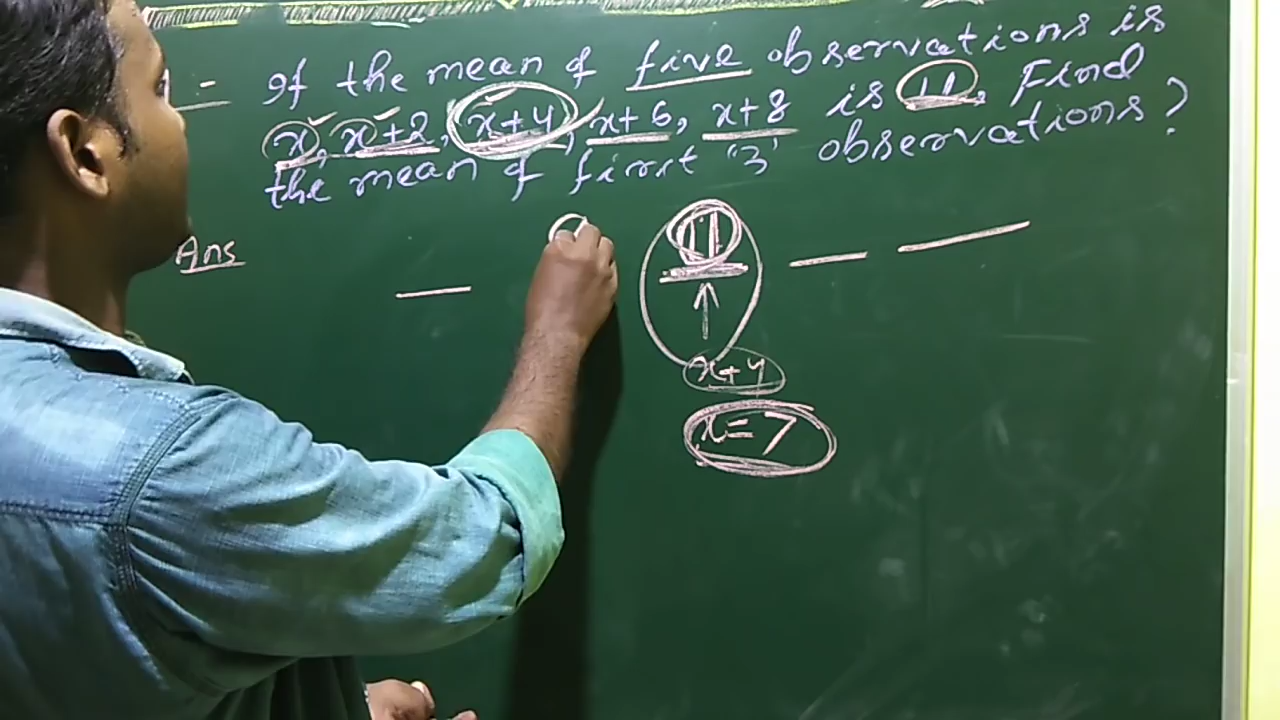 If the mean of five observations is
x, x+2, x+4, x+6, x+8 is 11. Find
the mean of first '3' observations?
Ans
11
x+4
x=7